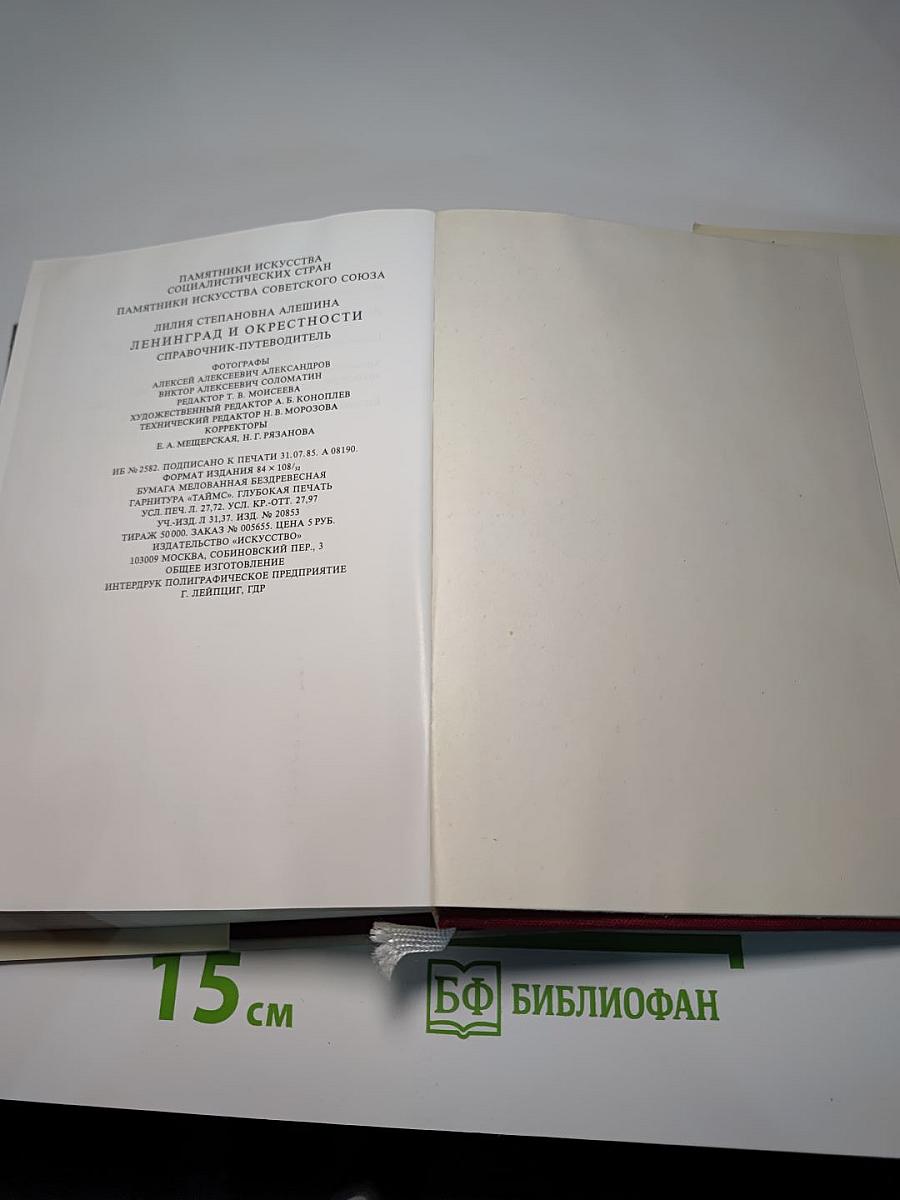 ПАМЯТНИКИ ИСКУССТВА
СОЦИАЛИСТИЧЕСКИХ СТРАН
ПАМЯТНИКИ ИСКУССТВА СОВЕТСКОГО СОЮЗА
ЛИЛИЯ СТЕПАНОВНА АЛЕШИНА
ЛЕНИНГРАД И ОКРЕСТНОСТИ
СПРАВОЧНИК-ПУТЕВОДИТЕЛЬ
ФОТОГРАФЫ
АЛЕКСЕЙ АЛЕКСЕЕВИЧ АЛЕКСАНДРОВ
ВИКТОР АЛЕКСЕЕВИЧ СОЛОМАТИН
РЕДАКТОР Т. В. МОИСЕЕВА
ХУДОЖЕСТВЕННЫЙ РЕДАКТОР А. Б. КОНОПЛЕВ
ТЕХНИЧЕСКИЙ РЕДАКТОР Н. В. МОРОЗОВА
КОРРЕКТОРЫ
Е. А. МЕЩЕРСКАЯ, Н. Г. РЯЗАНОВА
ИБ № 2582. ПОДПИСАНО К ПЕЧАТИ 31.07.85. А 08190.
ФОРМАТ ИЗДАНИЯ 84 × 108/32
БУМАГА МЕЛОВАННАЯ БЕЗДРЕВЕСНАЯ
ГАРНИТУРА «ТАЙМС». ГЛУБОКАЯ ПЕЧАТЬ
УСЛ. ПЕЧ. Л. 27,72. УСЛ. КР.-ОТТ. 27,97
УЧ.-ИЗД. Л 31,37. ИЗД. № 20853
ТИРАЖ 50 000. ЗАКАЗ № 005655. ЦЕНА 5 РУБ.
ИЗДАТЕЛЬСТВО «ИСКУССТВО»
103009 МОСКВА, СОБИНОВСКИЙ ПЕР., 3
ОБЩЕЕ ИЗГОТОВЛЕНИЕ
ИНТЕРДРУК ПОЛИГРАФИЧЕСКОЕ ПРЕДПРИЯТИЕ
Г. ЛЕЙПЦИГ, ГДР
15 см
БФ БИБЛИОФАН